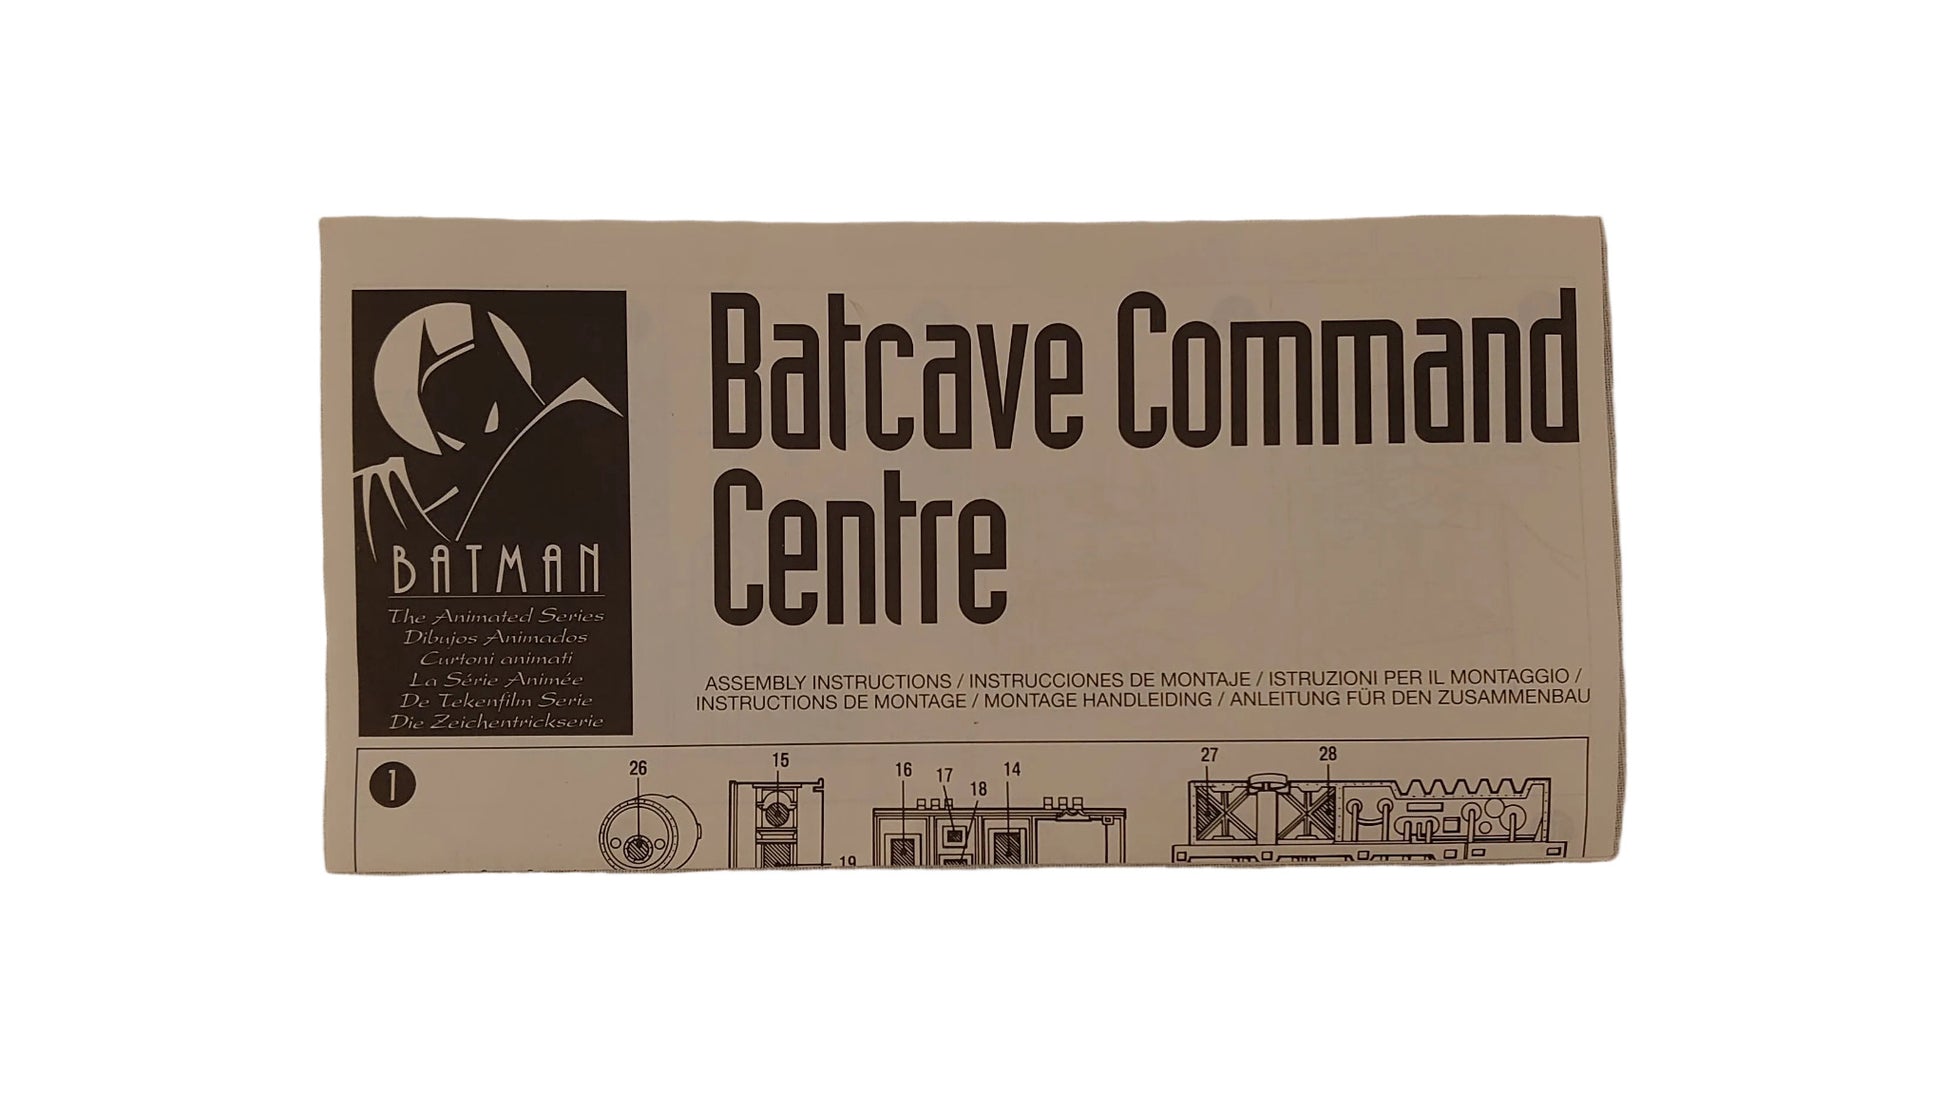 BATMAN
The Animated Series
Dibujos Animados
Curtoni animati
La Série Animée
De Tekenfilm Serie
Die Zeichentrickserie
Batcave Command
Centre
ASSEMBLY INSTRUCTIONS / INSTRUCCIONES DE MONTAJE / ISTRUZIONI PER IL MONTAGGIO /
INSTRUCTIONS DE MONTAGE / MONTAGE HANDLEIDING / ANLEITUNG FÜR DEN ZUSAMMENBAU
1
26
15
16
17
18
14
27
28
19